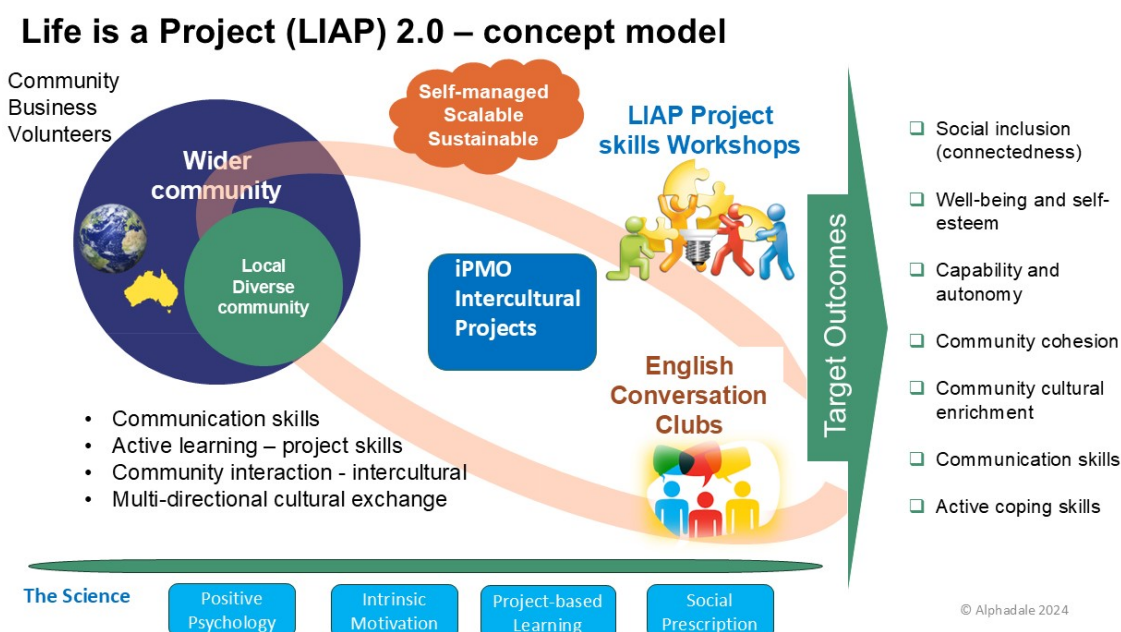 Life is a Project (LIAP) 2.0 – concept model
Community
Business
Volunteers
Wider
community
Local
Diverse
community
Self-managed
Scalable
Sustainable
LIAP Project
skills Workshops
iPMO
Intercultural
Projects
English
Conversation
Clubs
• Communication skills
• Active learning – project skills
• Community interaction - intercultural
• Multi-directional cultural exchange
Target Outcomes
❑ Social inclusion
(connectedness)
❑ Well-being and self-
esteem
❑ Capability and
autonomy
❑ Community cohesion
❑ Community cultural
enrichment
❑ Communication skills
❑ Active coping skills
The Science
Positive
Psychology
Intrinsic
Motivation
Project-based
Learning
Social
Prescription
© Alphadale 2024